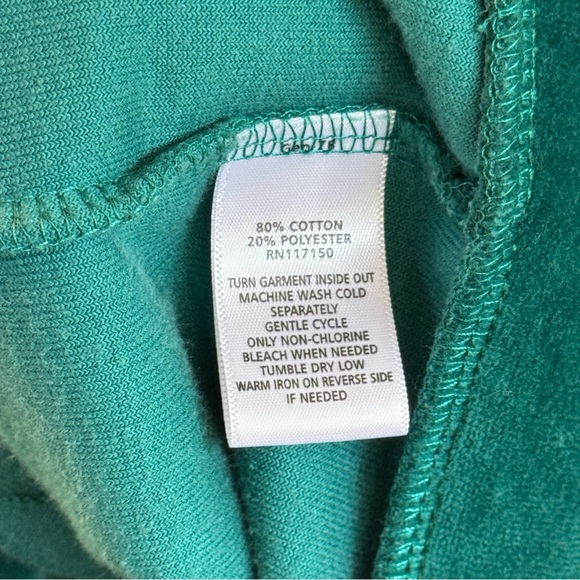 80% COTTON
20% POLYESTER
RN117150
TURN GARMENT INSIDE OUT
MACHINE WASH COLD
SEPARATELY
GENTLE CYCLE
ONLY NON-CHLORINE
BLEACH WHEN NEEDED
TUMBLE DRY LOW
WARM IRON ON REVERSE SIDE
IF NEEDED